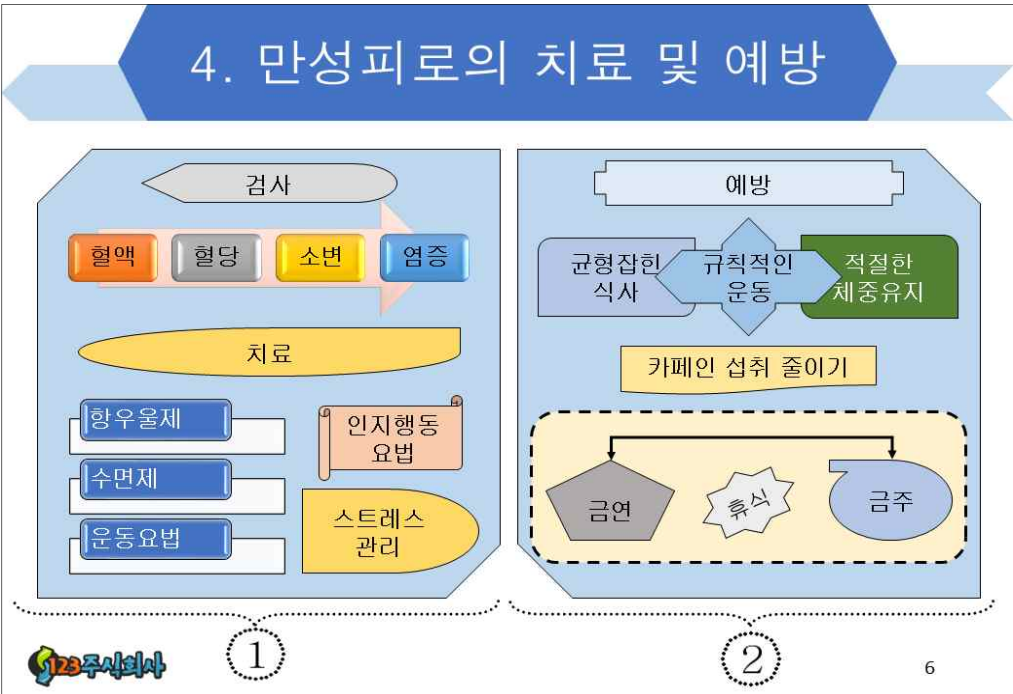 4. 만성피로의 치료 및 예방
검사
혈액
혈당
소변
염증
치료
항우울제
수면제
운동요법
인지행동
요법
스트레스
관리
1
예방
균형잡힌
식사
규칙적인
운동
적절한
체중유지
카페인 섭취 줄이기
금연
휴식
금주
2
123주식회사
6